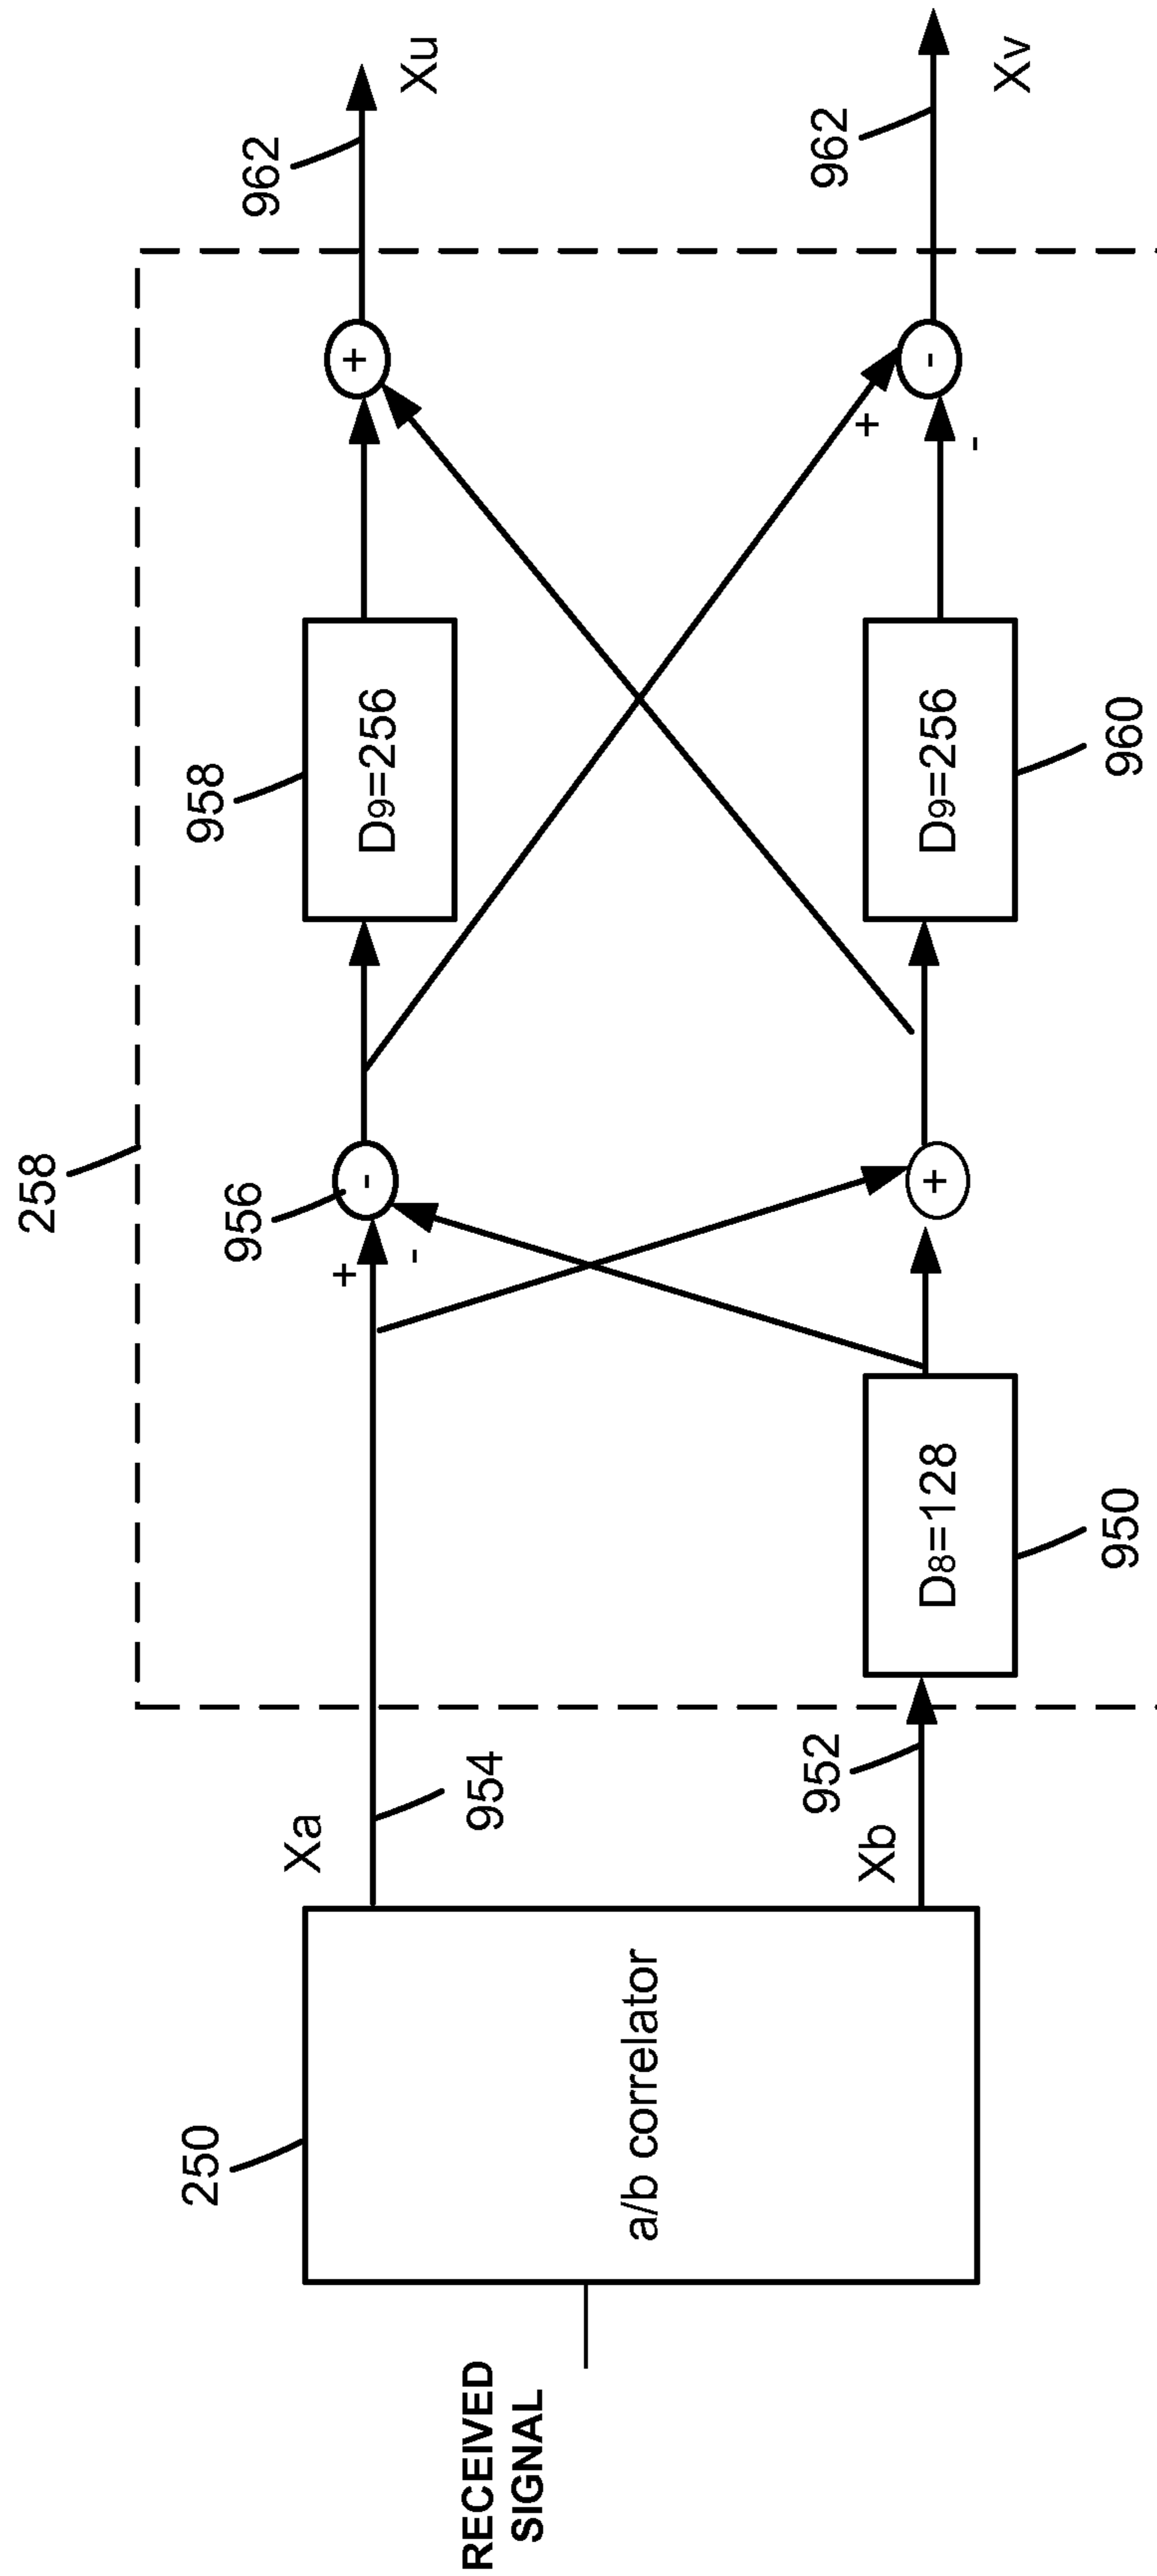 258
956
+
-
-
+
958
D9=256
+
962
Xu
250
RECEIVED
SIGNAL
a/b correlator
Xa
954
Xb
952
D8=128
950
D9=256
960
+
-
-
962
Xv